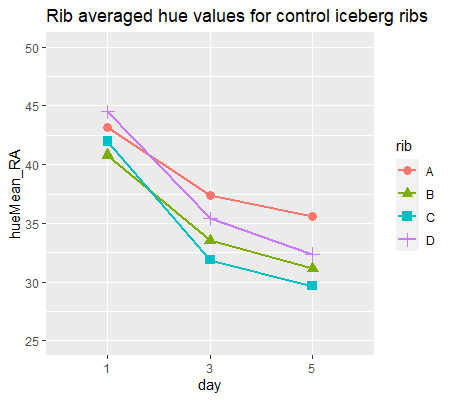 Rib averaged hue values for control iceberg ribs
50
45
40
35
30
25
hueMean_RA
1 3 5
day
rib
A
B
C
D